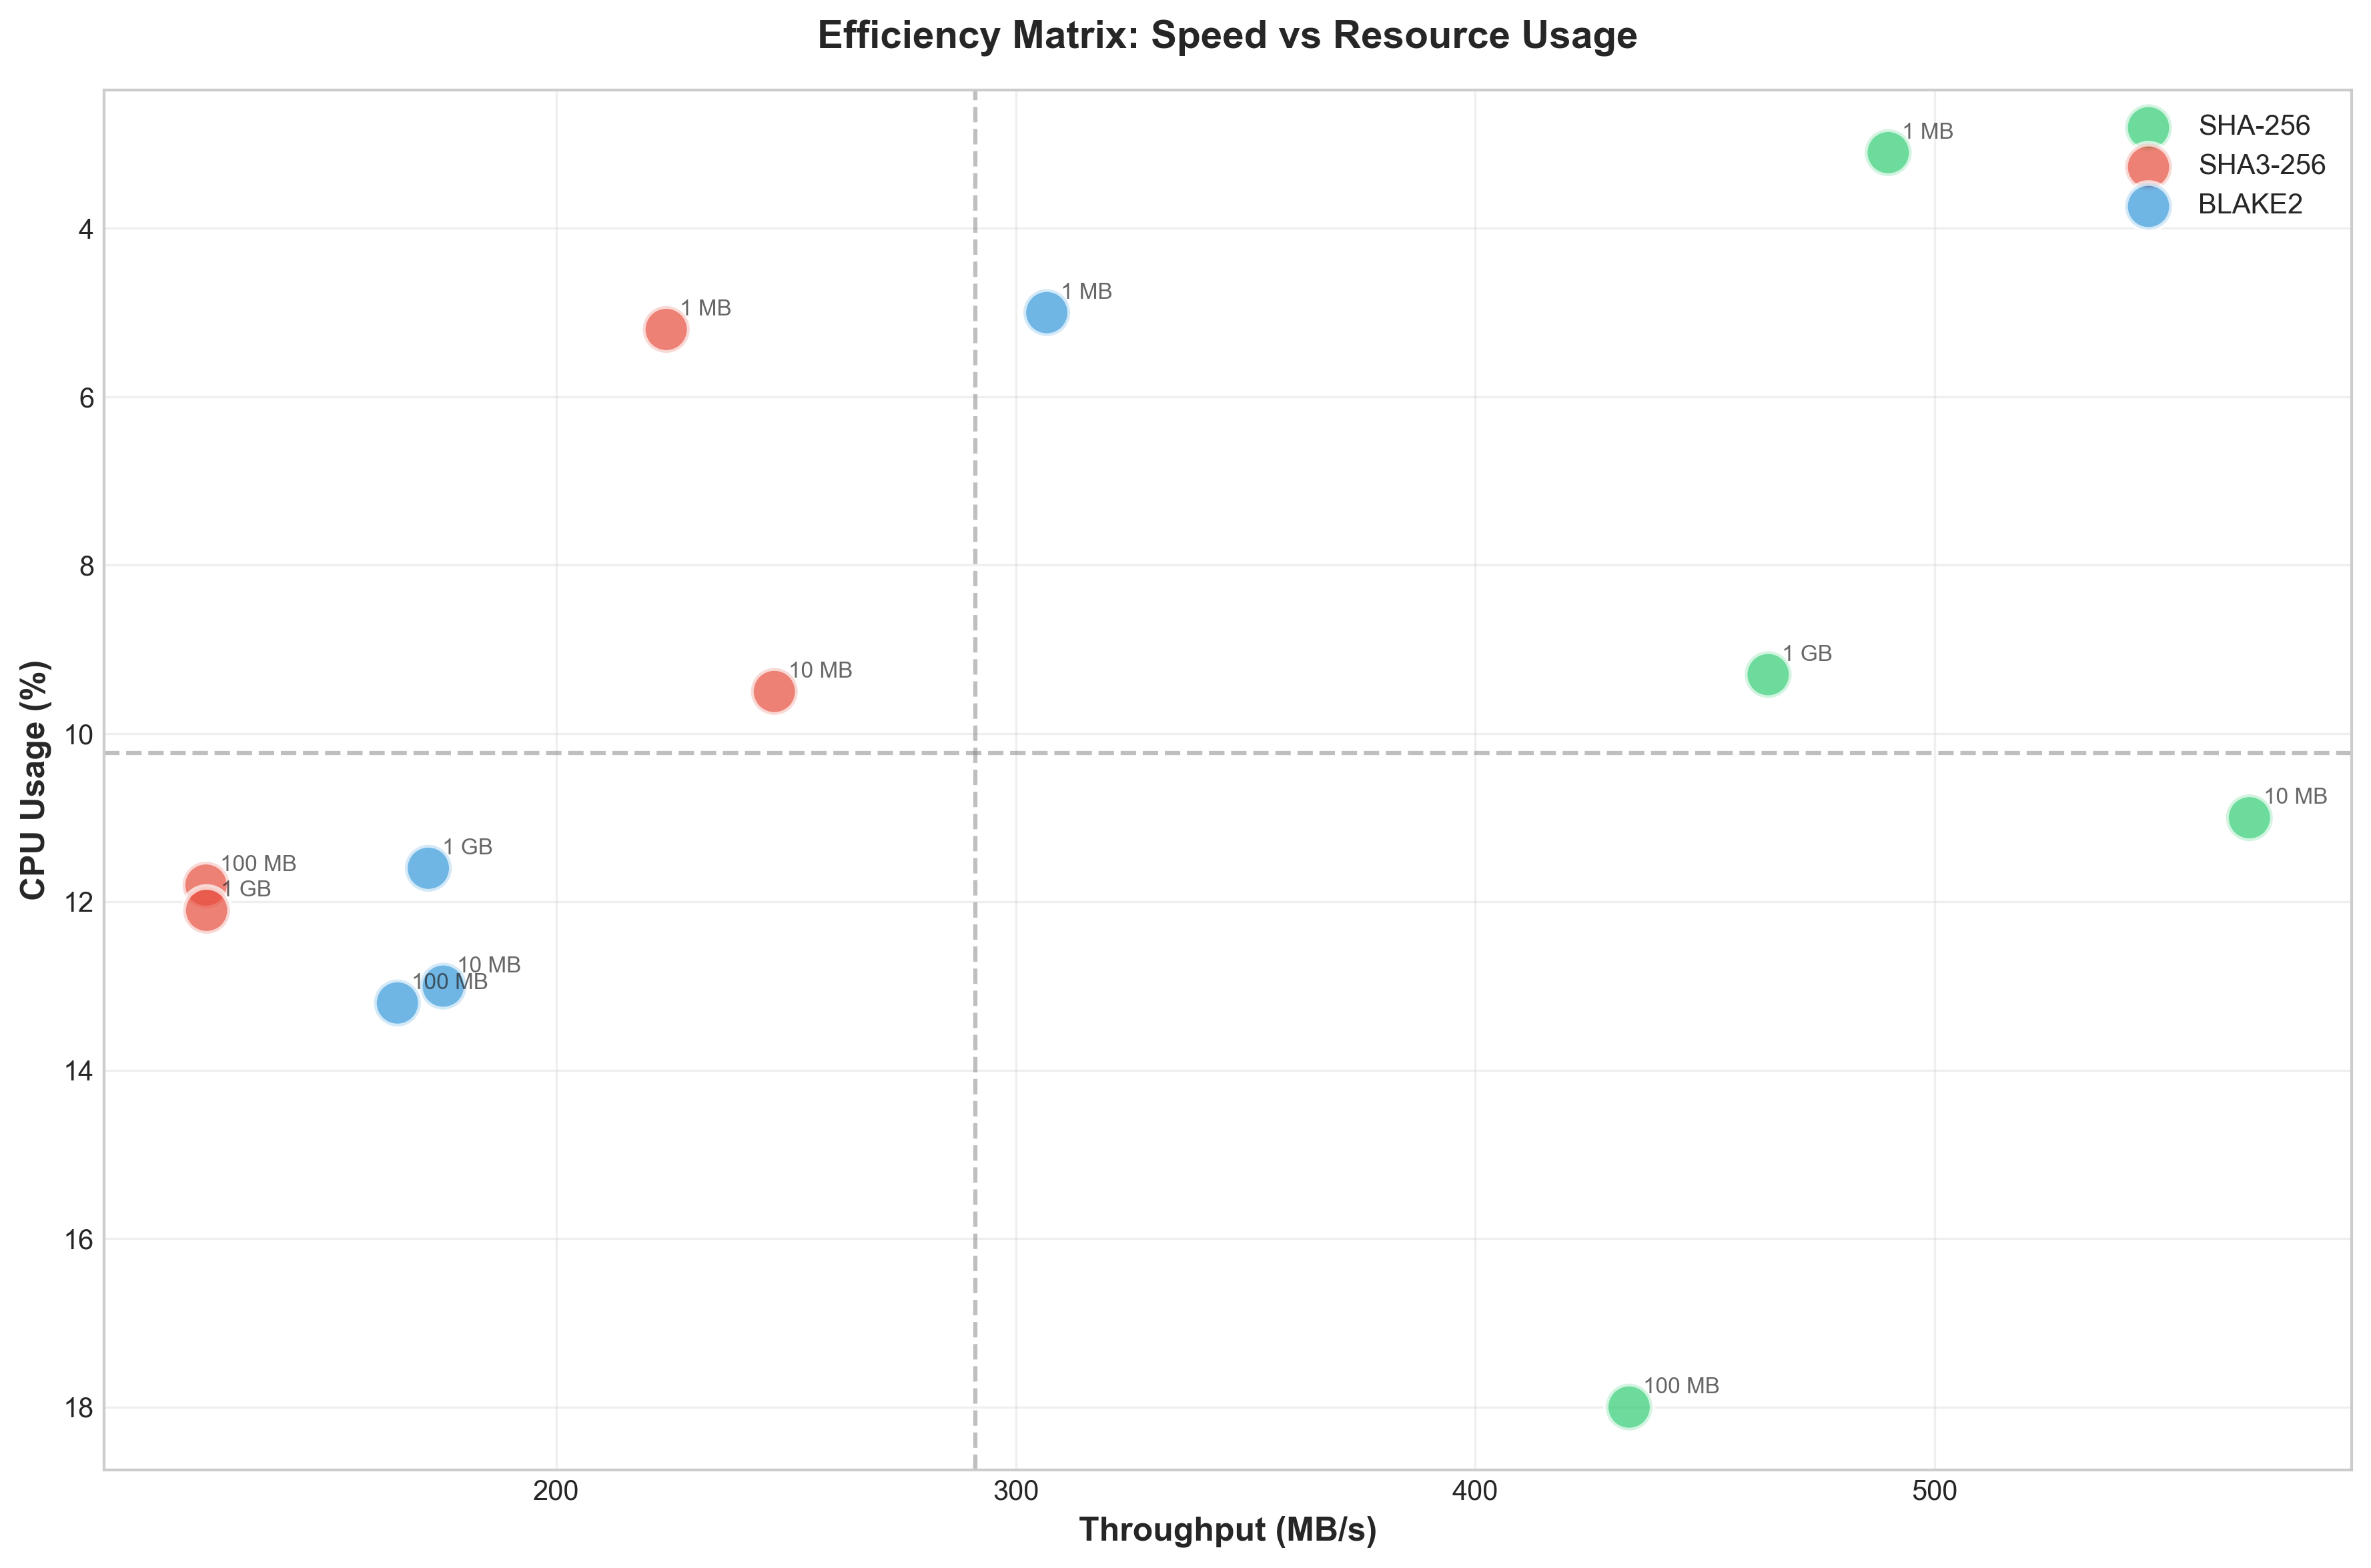 Efficiency Matrix: Speed vs Resource Usage
SHA-256
SHA3-256
BLAKE2
1 MB
1 MB
1 MB
10 MB
1 GB
10 MB
1 GB
100 MB
1 GB
10 MB
100 MB
100 MB
CPU Usage (%)
4
6
8
10
12
14
16
18
200
300
400
500
Throughput (MB/s)